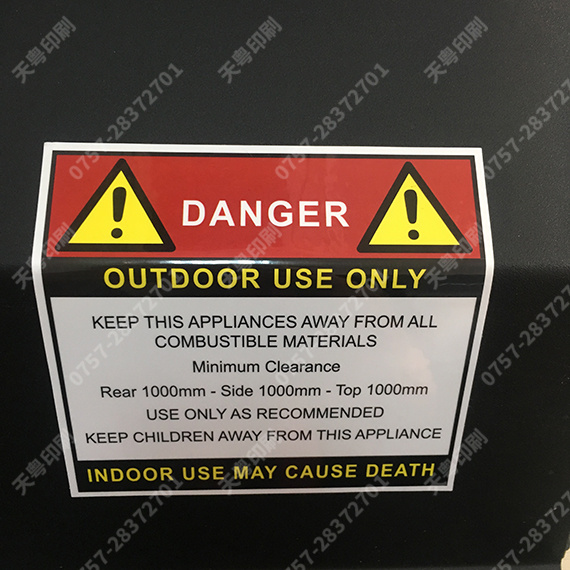 DANGER
OUTDOOR USE ONLY
KEEP THIS APPLIANCES AWAY FROM ALL
COMBUSTIBLE MATERIALS
Minimum Clearance
Rear 1000mm - Side 1000mm - Top 1000mm
USE ONLY AS RECOMMENDED
KEEP CHILDREN AWAY FROM THIS APPLIANCE
INDOOR USE MAY CAUSE DEATH
天粤印刷
0757-28372701